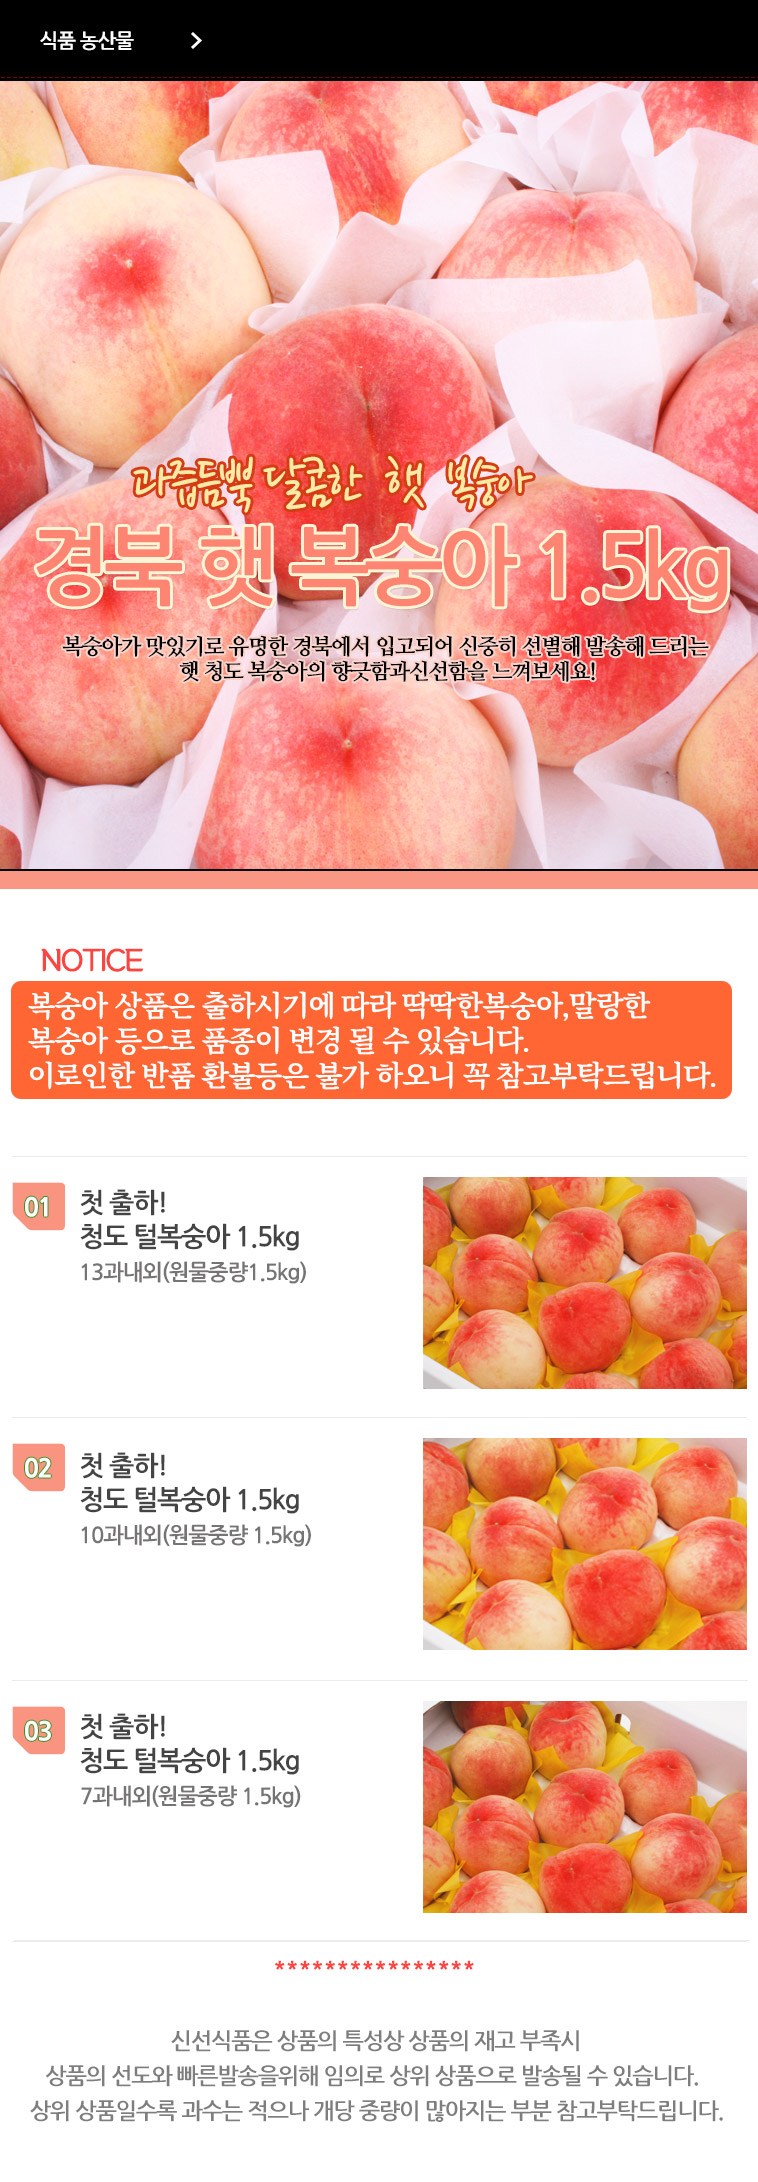 식품 농산물 >
과즙듬뿍 달콤한 햇 복숭아
경북 햇 복숭아 1.5kg
복숭아가 맛있기로 유명한 경북에서 입고되어 신중히 선별해 발송해 드리는
햇 청도 복숭아의 향긋함과신선함을 느껴보세요!
NOTICE
복숭아 상품은 출하시기에 따라 딱딱한복숭아,말랑한
복숭아 등으로 품종이 변경 될 수 있습니다.
이로인한 반품 환불등은 불가 하오니 꼭 참고부탁드립니다.
01
첫 출하!
청도 털복숭아 1.5kg
13과내외(원물중량1.5kg)
02
첫 출하!
청도 털복숭아 1.5kg
10과내외(원물중량 1.5kg)
03
첫 출하!
청도 털복숭아 1.5kg
7과내외(원물중량 1.5kg)
****************
신선식품은 상품의 특성상 상품의 재고 부족시
상품의 선도와 빠른발송을위해 임의로 상위 상품으로 발송될 수 있습니다.
상위 상품일수록 과수는 적으나 개당 중량이 많아지는 부분 참고부탁드립니다.